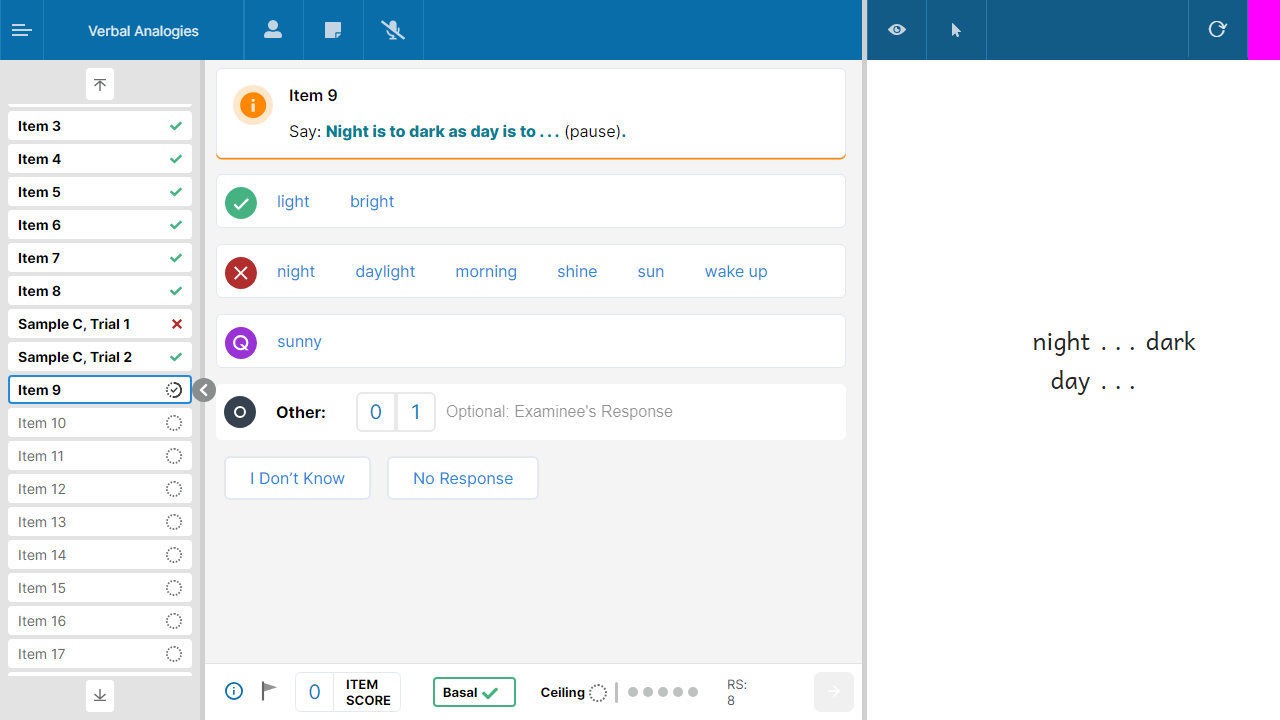 Verbal Analogies
Item 3
Item 4
Item 5
Item 6
Item 7
Item 8
Sample C, Trial 1
Sample C, Trial 2
Item 9
Item 10
Item 11
Item 12
Item 13
Item 14
Item 15
Item 16
Item 17
Item 9
Say: Night is to dark as day is to . . . (pause).
light bright
night daylight morning shine sun wake up
Q sunny
Other: 0 1 Optional: Examinee's Response
I Don’t Know No Response
0 ITEM SCORE Basal Ceiling RS: 8
night . . . dark
day . . .